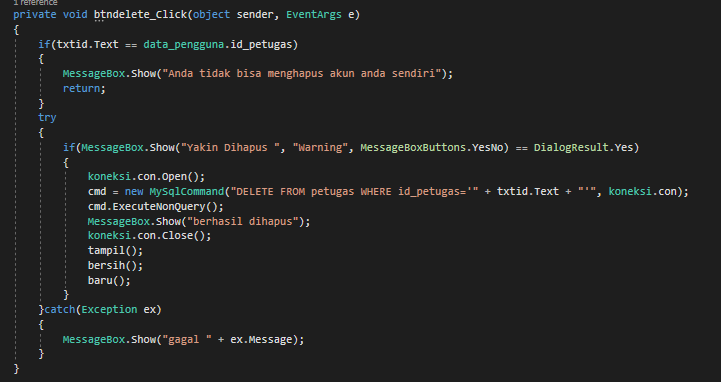 1 reference
private void btndelete_Click(object sender, EventArgs e)
{
if(txtid.Text == data_pengguna.id_petugas)
{
MessageBox.Show("Anda tidak bisa menghapus akun anda sendiri");
return;
}
try
{
if(MessageBox.Show("Yakin Dihapus ", "Warning", MessageBoxButtons.YesNo) == DialogResult.Yes)
{
koneksi.con.Open();
cmd = new MySqlCommand("DELETE FROM petugas WHERE id_petugas='" + txtid.Text + "'", koneksi.con);
cmd.ExecuteNonQuery();
MessageBox.Show("berhasil dihapus");
koneksi.con.Close();
tampil();
bersih();
baru();
}
}catch(Exception ex)
{
MessageBox.Show("gagal " + ex.Message);
}
}